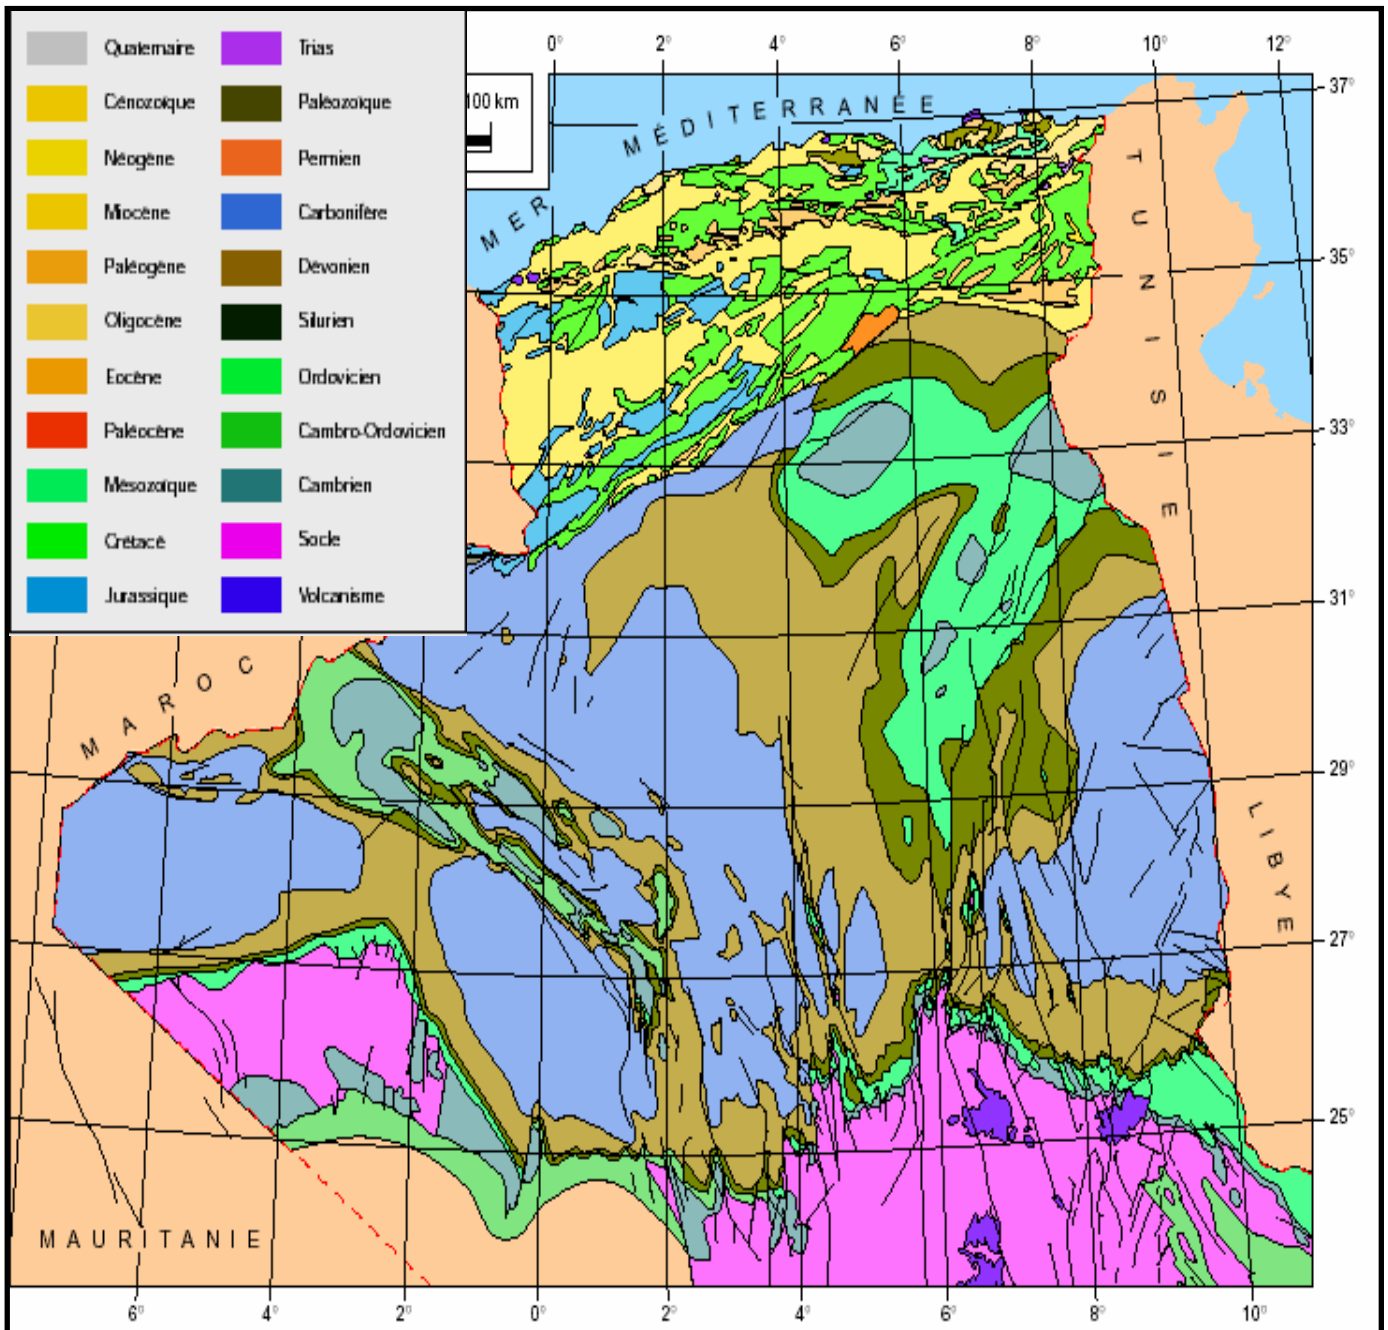 Quaternaire
Cénozoïque
Néogène
Miocène
Paléogène
Oligocène
Eocène
Paléocène
Mésozoïque
Crétacé
Jurassique
Trias
Paléozoïque
Permien
Carbonifère
Dévonien
Silurien
Ordovicien
Cambro-Ordovicien
Cambrien
Socle
Volcanisme
100 km
0° 2° 4° 6° 8° 10° 12°
MER MÉDITERRANÉE
TUNISIE
LIBYE
MAROC
MAURITANIE
37°
35°
33°
31°
29°
27°
25°
6° 4° 2° 0° 2° 4° 6° 8° 10°